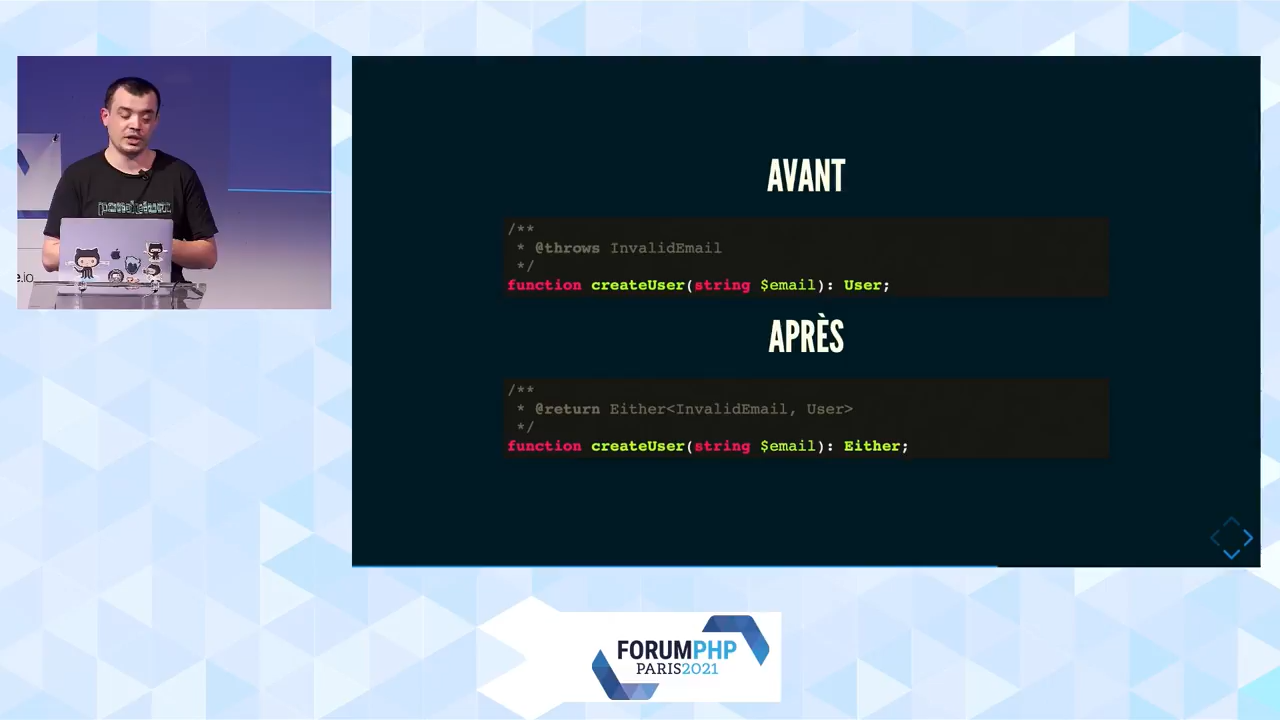 e.io
AVANT
/**
* @throws InvalidEmail
*/
function createUser(string $email): User;
APRÈS
/**
* @return Either<InvalidEmail, User>
*/
function createUser(string $email): Either;
FORUMPHP
PARIS2021